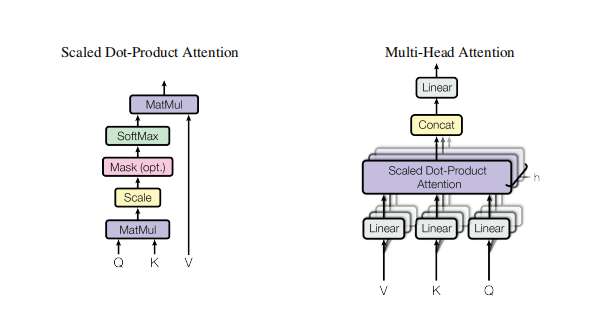 Scaled Dot-Product Attention
MatMul
SoftMax
Mask (opt.)
Scale
MatMul
Q K V
Multi-Head Attention
Linear
Concat
Scaled Dot-Product
Attention
h
Linear Linear Linear
V K Q